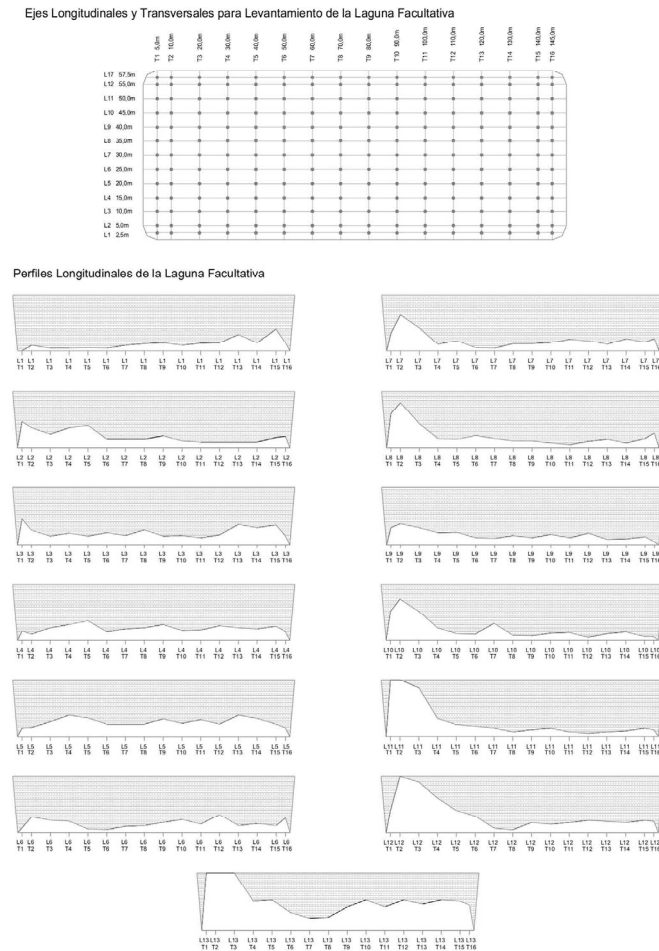 Ejes Longitudinales y Transversales para Levantamiento de la Laguna Facultativa
T1 5,0m
T2 10,0m
T3 20,0m
T4 30,0m
T5 40,0m
T6 50,0m
T7 60,0m
T8 70,0m
T9 80,0m
T10 90,0m
T11 100,0m
T12 110,0m
T13 120,0m
T14 130,0m
T15 140,0m
T16 145,0m
L17 57,5m
L12 55,0m
L11 50,0m
L10 45,0m
L9 40,0m
L8 35,0m
L7 30,0m
L6 25,0m
L5 20,0m
L4 15,0m
L3 10,0m
L2 5,0m
L1 2,5m
Perfiles Longitudinales de la Laguna Facultativa
L1 L1 L1 L1 L1 L1 L1 L1 L1 L1 L1 L1 L1 L1 L1 L1
T1 T2 T3 T4 T5 T6 T7 T8 T9 T10 T11 T12 T13 T14 T15 T16
L7 L7 L7 L7 L7 L7 L7 L7 L7 L7 L7 L7 L7 L7 L7 L7
T1 T2 T3 T4 T5 T6 T7 T8 T9 T10 T11 T12 T13 T14 T15 T16
L2 L2 L2 L2 L2 L2 L2 L2 L2 L2 L2 L2 L2 L2 L2 L2
T1 T2 T3 T4 T5 T6 T7 T8 T9 T10 T11 T12 T13 T14 T15 T16
L8 L8 L8 L8 L8 L8 L8 L8 L8 L8 L8 L8 L8 L8 L8 L8
T1 T2 T3 T4 T5 T6 T7 T8 T9 T10 T11 T12 T13 T14 T15 T16
L3 L3 L3 L3 L3 L3 L3 L3 L3 L3 L3 L3 L3 L3 L3 L3
T1 T2 T3 T4 T5 T6 T7 T8 T9 T10 T11 T12 T13 T14 T15 T16
L9 L9 L9 L9 L9 L9 L9 L9 L9 L9 L9 L9 L9 L9 L9 L9
T1 T2 T3 T4 T5 T6 T7 T8 T9 T10 T11 T12 T13 T14 T15 T16
L4 L4 L4 L4 L4 L4 L4 L4 L4 L4 L4 L4 L4 L4 L4 L4
T1 T2 T3 T4 T5 T6 T7 T8 T9 T10 T11 T12 T13 T14 T15 T16
L10 L10 L10 L10 L10 L10 L10 L10 L10 L10 L10 L10 L10 L10 L10 L10
T1 T2 T3 T4 T5 T6 T7 T8 T9 T10 T11 T12 T13 T14 T15 T16
L5 L5 L5 L5 L5 L5 L5 L5 L5 L5 L5 L5 L5 L5 L5 L5
T1 T2 T3 T4 T5 T6 T7 T8 T9 T10 T11 T12 T13 T14 T15 T16
L11 L11 L11 L11 L11 L11 L11 L11 L11 L11 L11 L11 L11 L11 L11 L11
T1 T2 T3 T4 T5 T6 T7 T8 T9 T10 T11 T12 T13 T14 T15 T16
L6 L6 L6 L6 L6 L6 L6 L6 L6 L6 L6 L6 L6 L6 L6 L6
T1 T2 T3 T4 T5 T6 T7 T8 T9 T10 T11 T12 T13 T14 T15 T16
L12 L12 L12 L12 L12 L12 L12 L12 L12 L12 L12 L12 L12 L12 L12 L12
T1 T2 T3 T4 T5 T6 T7 T8 T9 T10 T11 T12 T13 T14 T15 T16
L13 L13 L13 L13 L13 L13 L13 L13 L13 L13 L13 L13 L13 L13 L13 L13
T1 T2 T3 T4 T5 T6 T7 T8 T9 T10 T11 T12 T13 T14 T15 T16